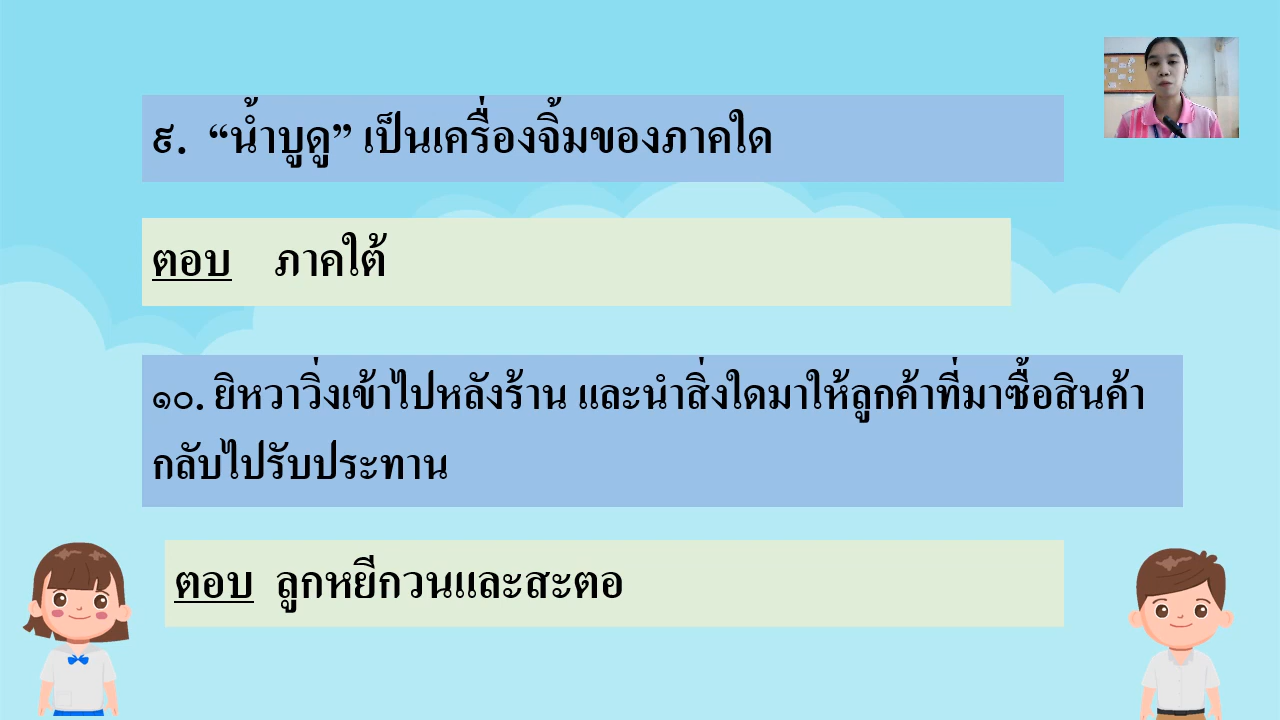 ๙. “น้ำบูดู” เป็นเครื่องจิ้มของภาคใด
ตอบ ภาคใต้
๑๐. ยิหวาวิ่งเข้าไปหลังร้าน และนำสิ่งใดมาให้ลูกค้าที่มาซื้อสินค้า
กลับไปรับประทาน
ตอบ ลูกหยีกวนและสะตอ